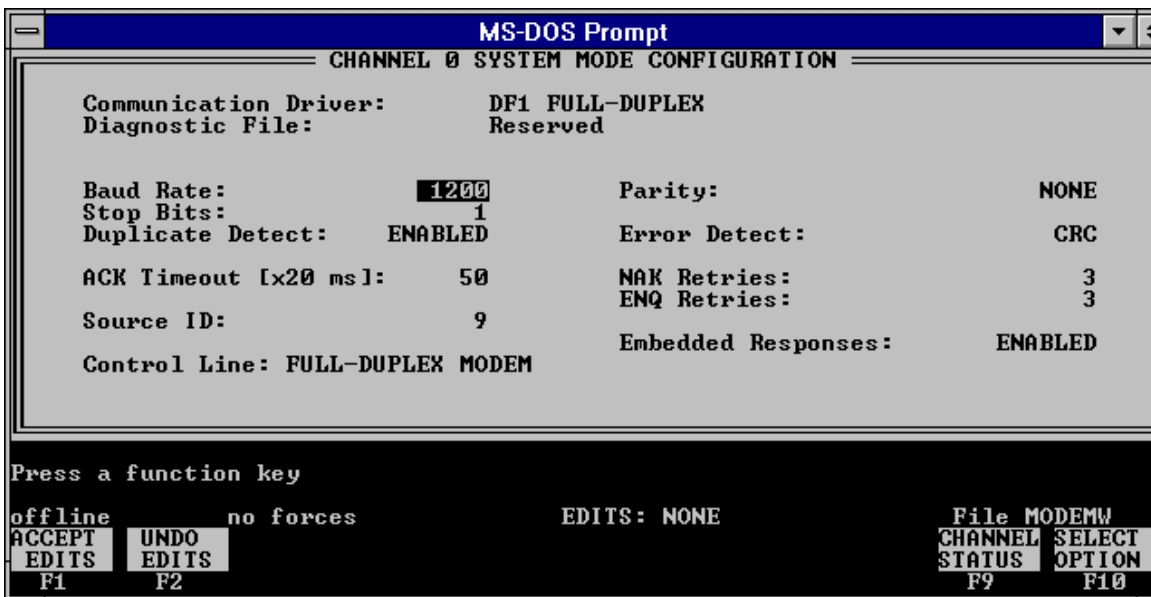 MS-DOS Prompt
CHANNEL 0 SYSTEM MODE CONFIGURATION
Communication Driver: DF1 FULL-DUPLEX
Diagnostic File: Reserved
Baud Rate: 1200 Parity: NONE
Stop Bits: 1
Duplicate Detect: ENABLED Error Detect: CRC
ACK Timeout [x20 ms]: 50 NAK Retries: 3
ENQ Retries: 3
Source ID: 9
Embedded Responses: ENABLED
Control Line: FULL-DUPLEX MODEM
Press a function key
offline no forces EDITS: NONE File MODEMW
ACCEPT UNDO CHANNEL SELECT
EDITS EDITS STATUS OPTION
F1 F2 F9 F10